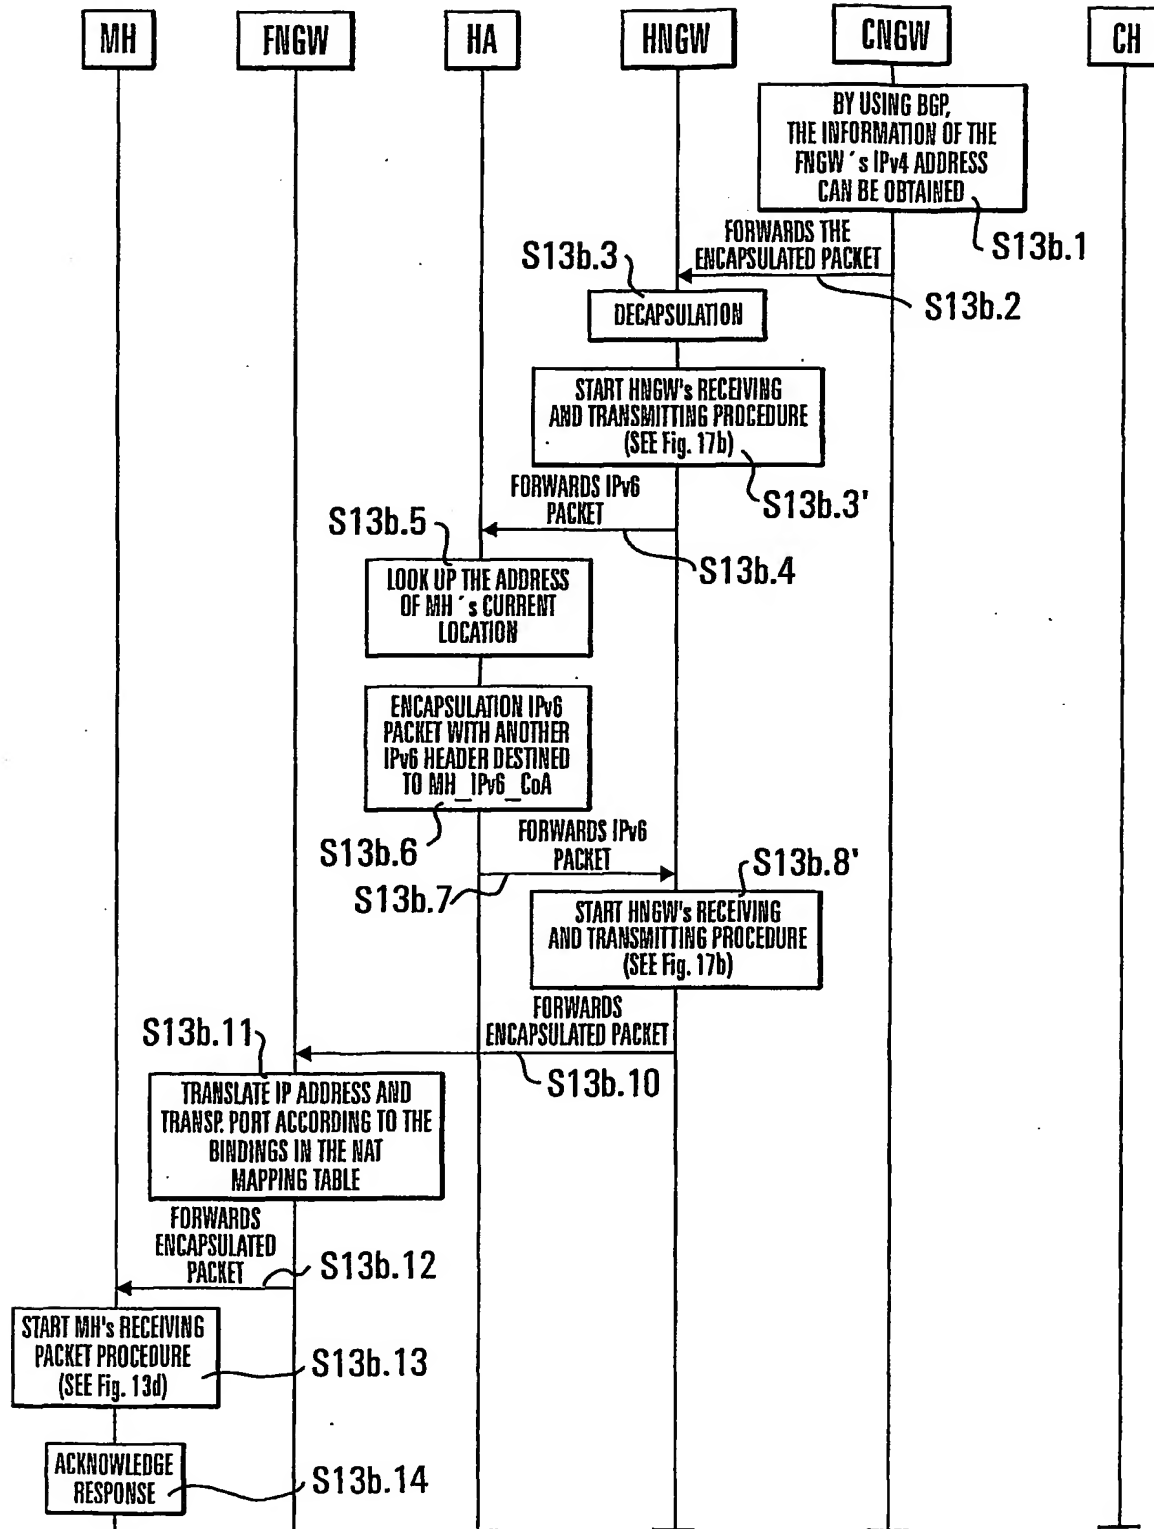 MH
FNGW
HA
HNGW
CNGW
CH
BY USING BGP,
THE INFORMATION OF THE
FNGW´s IPv4 ADDRESS
CAN BE OBTAINED
S13b.1
FORWARDS THE
ENCAPSULATED PACKET
S13b.2
S13b.3
DECAPSULATION
START HNGW's RECEIVING
AND TRANSMITTING PROCEDURE
(SEE Fig. 17b)
S13b.3'
FORWARDS IPv6
PACKET
S13b.4
S13b.5
LOOK UP THE ADDRESS
OF MH´s CURRENT
LOCATION
ENCAPSULATION IPv6
PACKET WITH ANOTHER
IPv6 HEADER DESTINED
TO MH_IPv6_CoA
S13b.6
FORWARDS IPv6
PACKET
S13b.7
S13b.8'
START HNGW's RECEIVING
AND TRANSMITTING PROCEDURE
(SEE Fig. 17b)
FORWARDS
ENCAPSULATED PACKET
S13b.10
S13b.11
TRANSLATE IP ADDRESS AND
TRANSP. PORT ACCORDING TO THE
BINDINGS IN THE NAT
MAPPING TABLE
FORWARDS
ENCAPSULATED
PACKET
S13b.12
START MH's RECEIVING
PACKET PROCEDURE
(SEE Fig. 13d)
S13b.13
ACKNOWLEDGE
RESPONSE
S13b.14